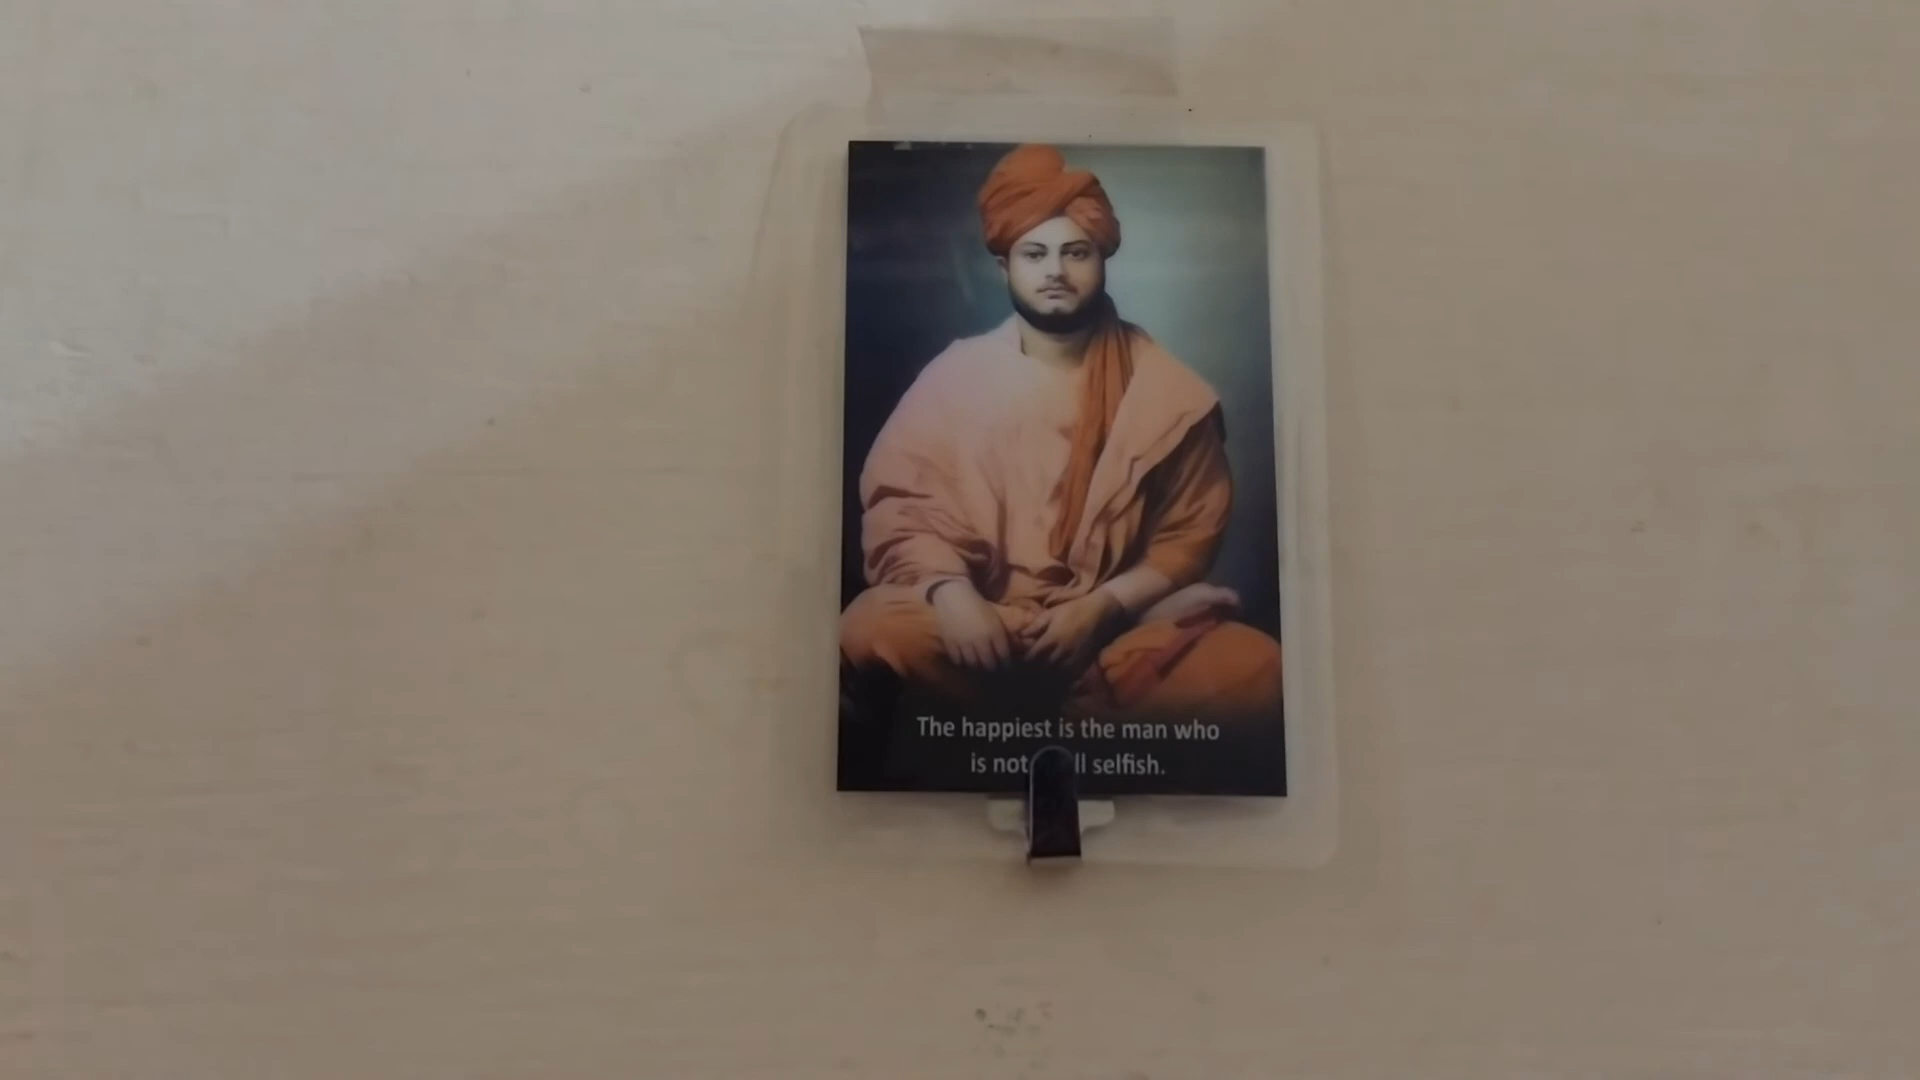 The happiest is the man who
is not ll selfish.